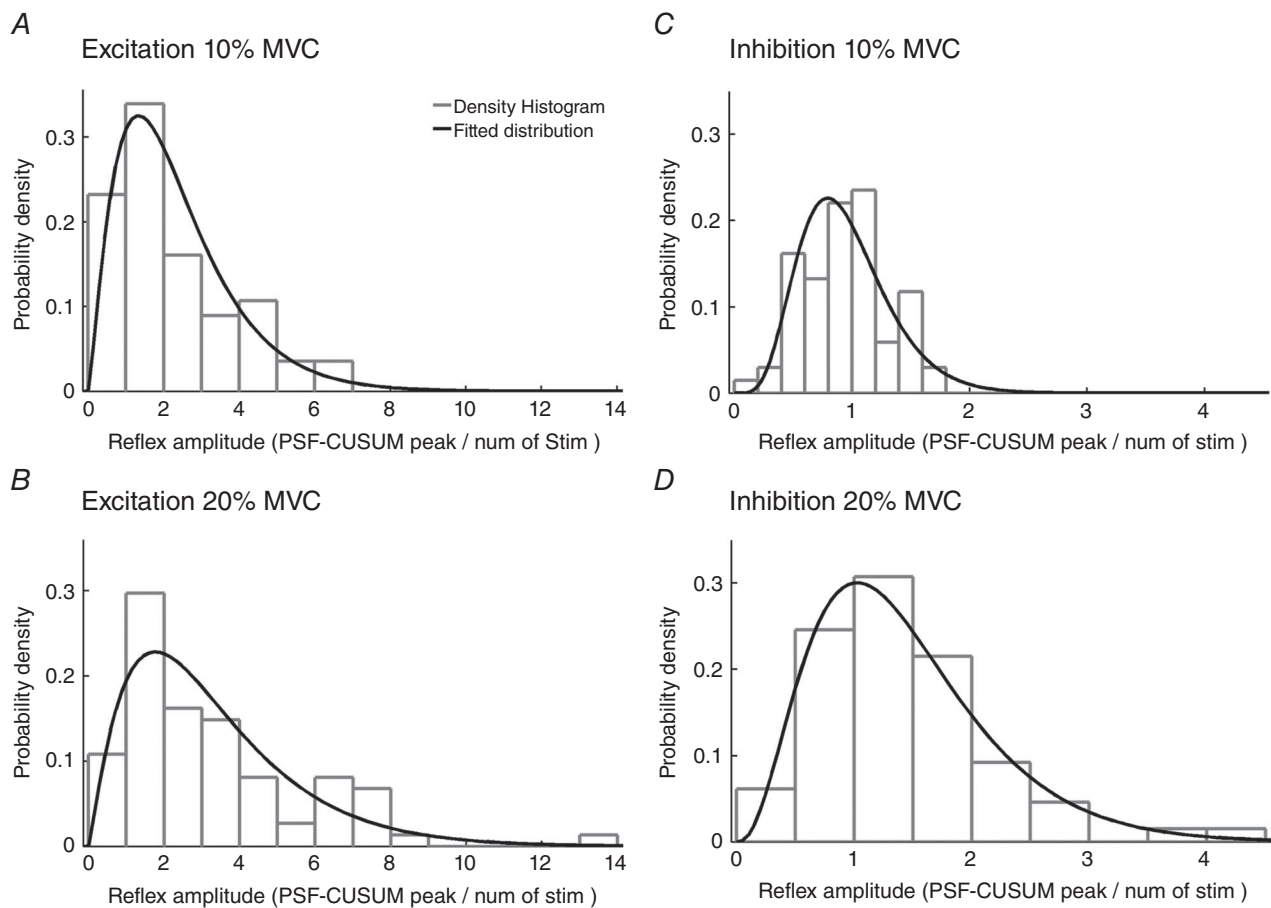 A
Excitation 10% MVC
Density Histogram
Fitted distribution
Probability density
0.3
0.2
0.1
0
0 2 4 6 8 10 12 14
Reflex amplitude (PSF-CUSUM peak / num of Stim )
C
Inhibition 10% MVC
Probability density
0.3
0.2
0.1
0
0 1 2 3 4
Reflex amplitude (PSF-CUSUM peak / num of stim )
B
Excitation 20% MVC
Probability density
0.3
0.2
0.1
0
0 2 4 6 8 10 12 14
Reflex amplitude (PSF-CUSUM peak / num of stim )
D
Inhibition 20% MVC
Probability density
0.3
0.2
0.1
0
0 1 2 3 4
Reflex amplitude (PSF-CUSUM peak / num of stim )